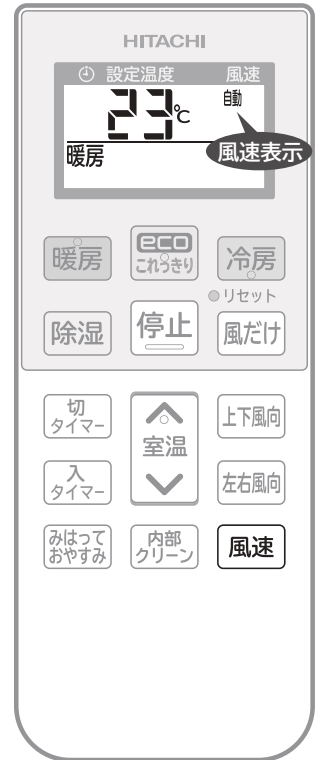 HITACHI
設定温度 風速
23℃ 自動
暖房
風速表示
暖房
eco
これっきり
冷房
リセット
除湿
停止
風だけ
切
タイマー
室温
上下風向
入
タイマー
左右風向
みはって
おやすみ
内部
クリーン
風速